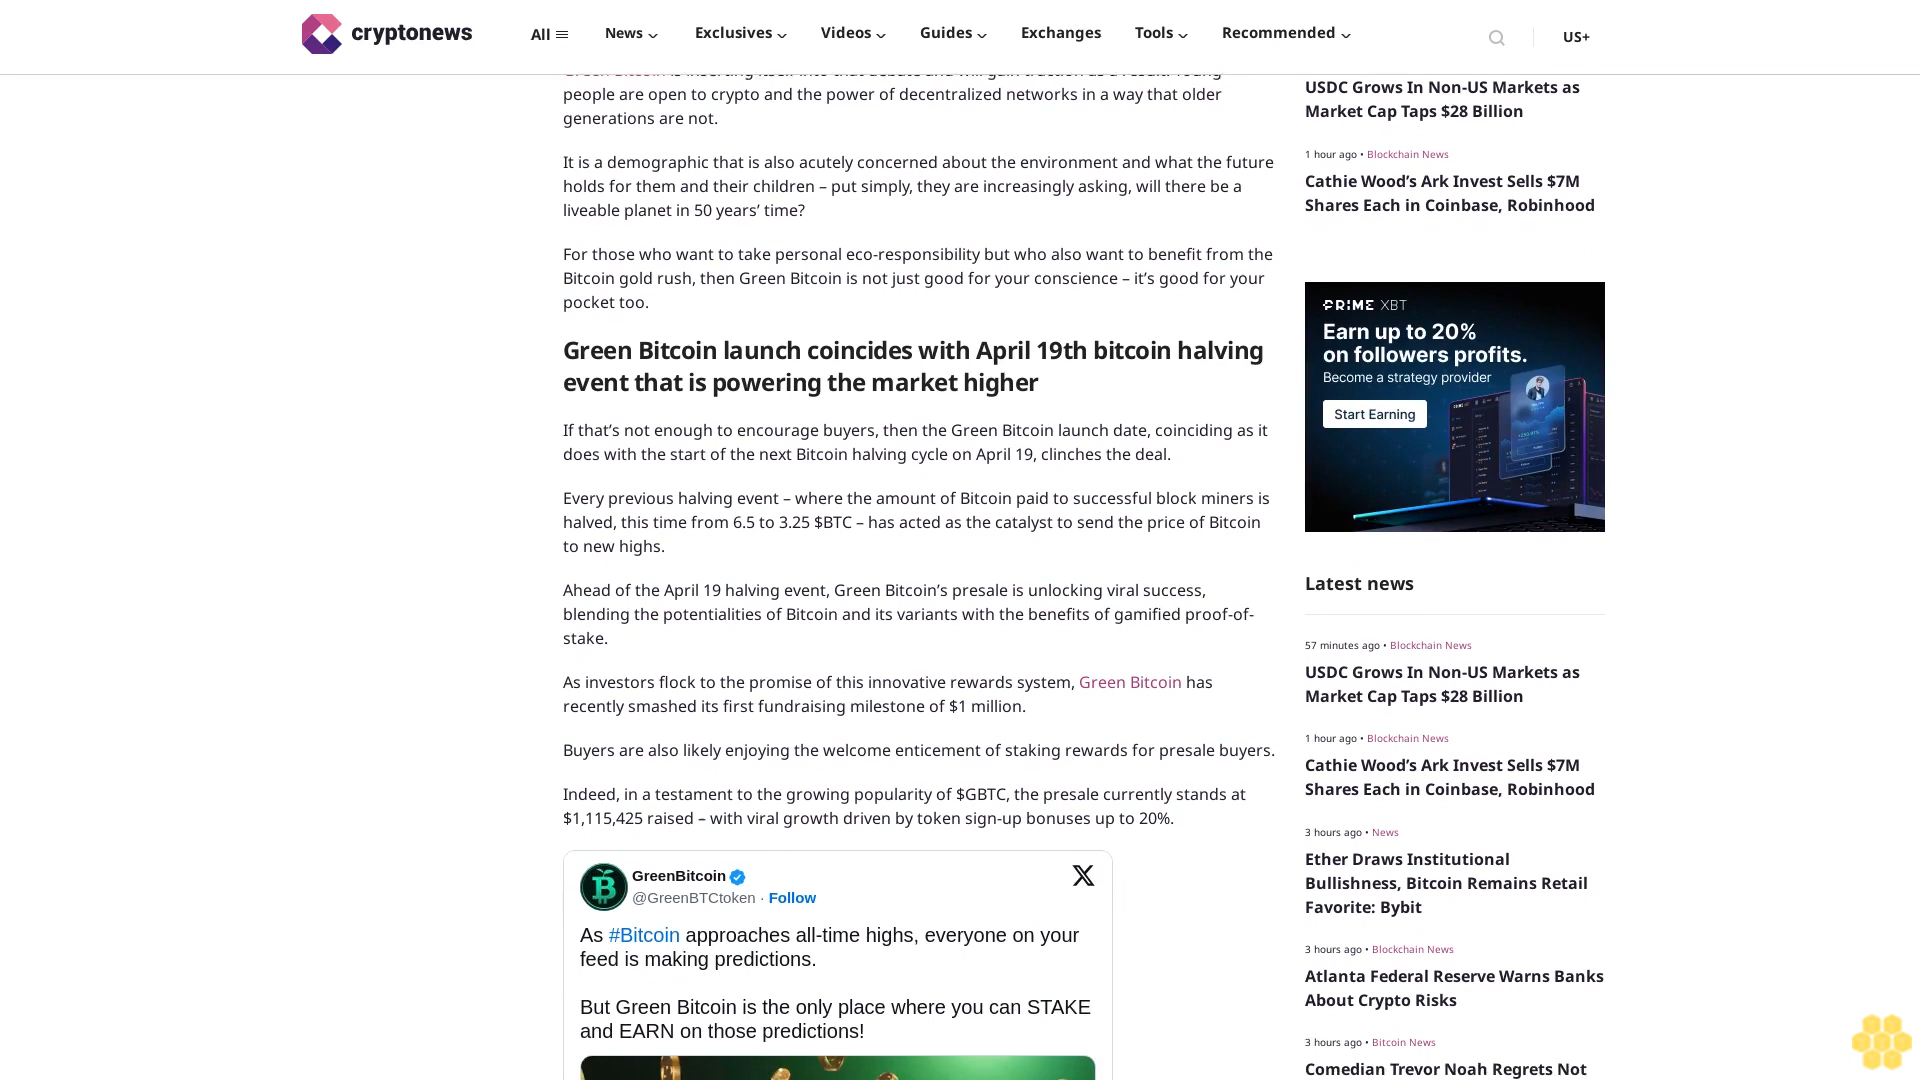 cryptonews
All
News
Exclusives
Videos
Guides
Exchanges
Tools
Recommended
US+
Green Bitcoin is inserting itself into that debate and will gain traction as a result. Young
people are open to crypto and the power of decentralized networks in a way that older
generations are not.
It is a demographic that is also acutely concerned about the environment and what the future
holds for them and their children – put simply, they are increasingly asking, will there be a
liveable planet in 50 years’ time?
For those who want to take personal eco-responsibility but who also want to benefit from the
Bitcoin gold rush, then Green Bitcoin is not just good for your conscience – it’s good for your
pocket too.
Green Bitcoin launch coincides with April 19th bitcoin halving
event that is powering the market higher
If that’s not enough to encourage buyers, then the Green Bitcoin launch date, coinciding as it
does with the start of the next Bitcoin halving cycle on April 19, clinches the deal.
Every previous halving event – where the amount of Bitcoin paid to successful block miners is
halved, this time from 6.5 to 3.25 $BTC – has acted as the catalyst to send the price of Bitcoin
to new highs.
Ahead of the April 19 halving event, Green Bitcoin’s presale is unlocking viral success,
blending the potentialities of Bitcoin and its variants with the benefits of gamified proof-of-
stake.
As investors flock to the promise of this innovative rewards system, Green Bitcoin has
recently smashed its first fundraising milestone of $1 million.
Buyers are also likely enjoying the welcome enticement of staking rewards for presale buyers.
Indeed, in a testament to the growing popularity of $GBTC, the presale currently stands at
$1,115,425 raised – with viral growth driven by token sign-up bonuses up to 20%.
GreenBitcoin
@GreenBTCtoken · Follow
As #Bitcoin approaches all-time highs, everyone on your
feed is making predictions.
But Green Bitcoin is the only place where you can STAKE
and EARN on those predictions!
USDC Grows In Non-US Markets as
Market Cap Taps $28 Billion
1 hour ago • Blockchain News
Cathie Wood’s Ark Invest Sells $7M
Shares Each in Coinbase, Robinhood
PRIME XBT
Earn up to 20%
on followers profits.
Become a strategy provider
Start Earning
Latest news
57 minutes ago • Blockchain News
USDC Grows In Non-US Markets as
Market Cap Taps $28 Billion
1 hour ago • Blockchain News
Cathie Wood’s Ark Invest Sells $7M
Shares Each in Coinbase, Robinhood
3 hours ago • News
Ether Draws Institutional
Bullishness, Bitcoin Remains Retail
Favorite: Bybit
3 hours ago • Blockchain News
Atlanta Federal Reserve Warns Banks
About Crypto Risks
3 hours ago • Bitcoin News
Comedian Trevor Noah Regrets Not